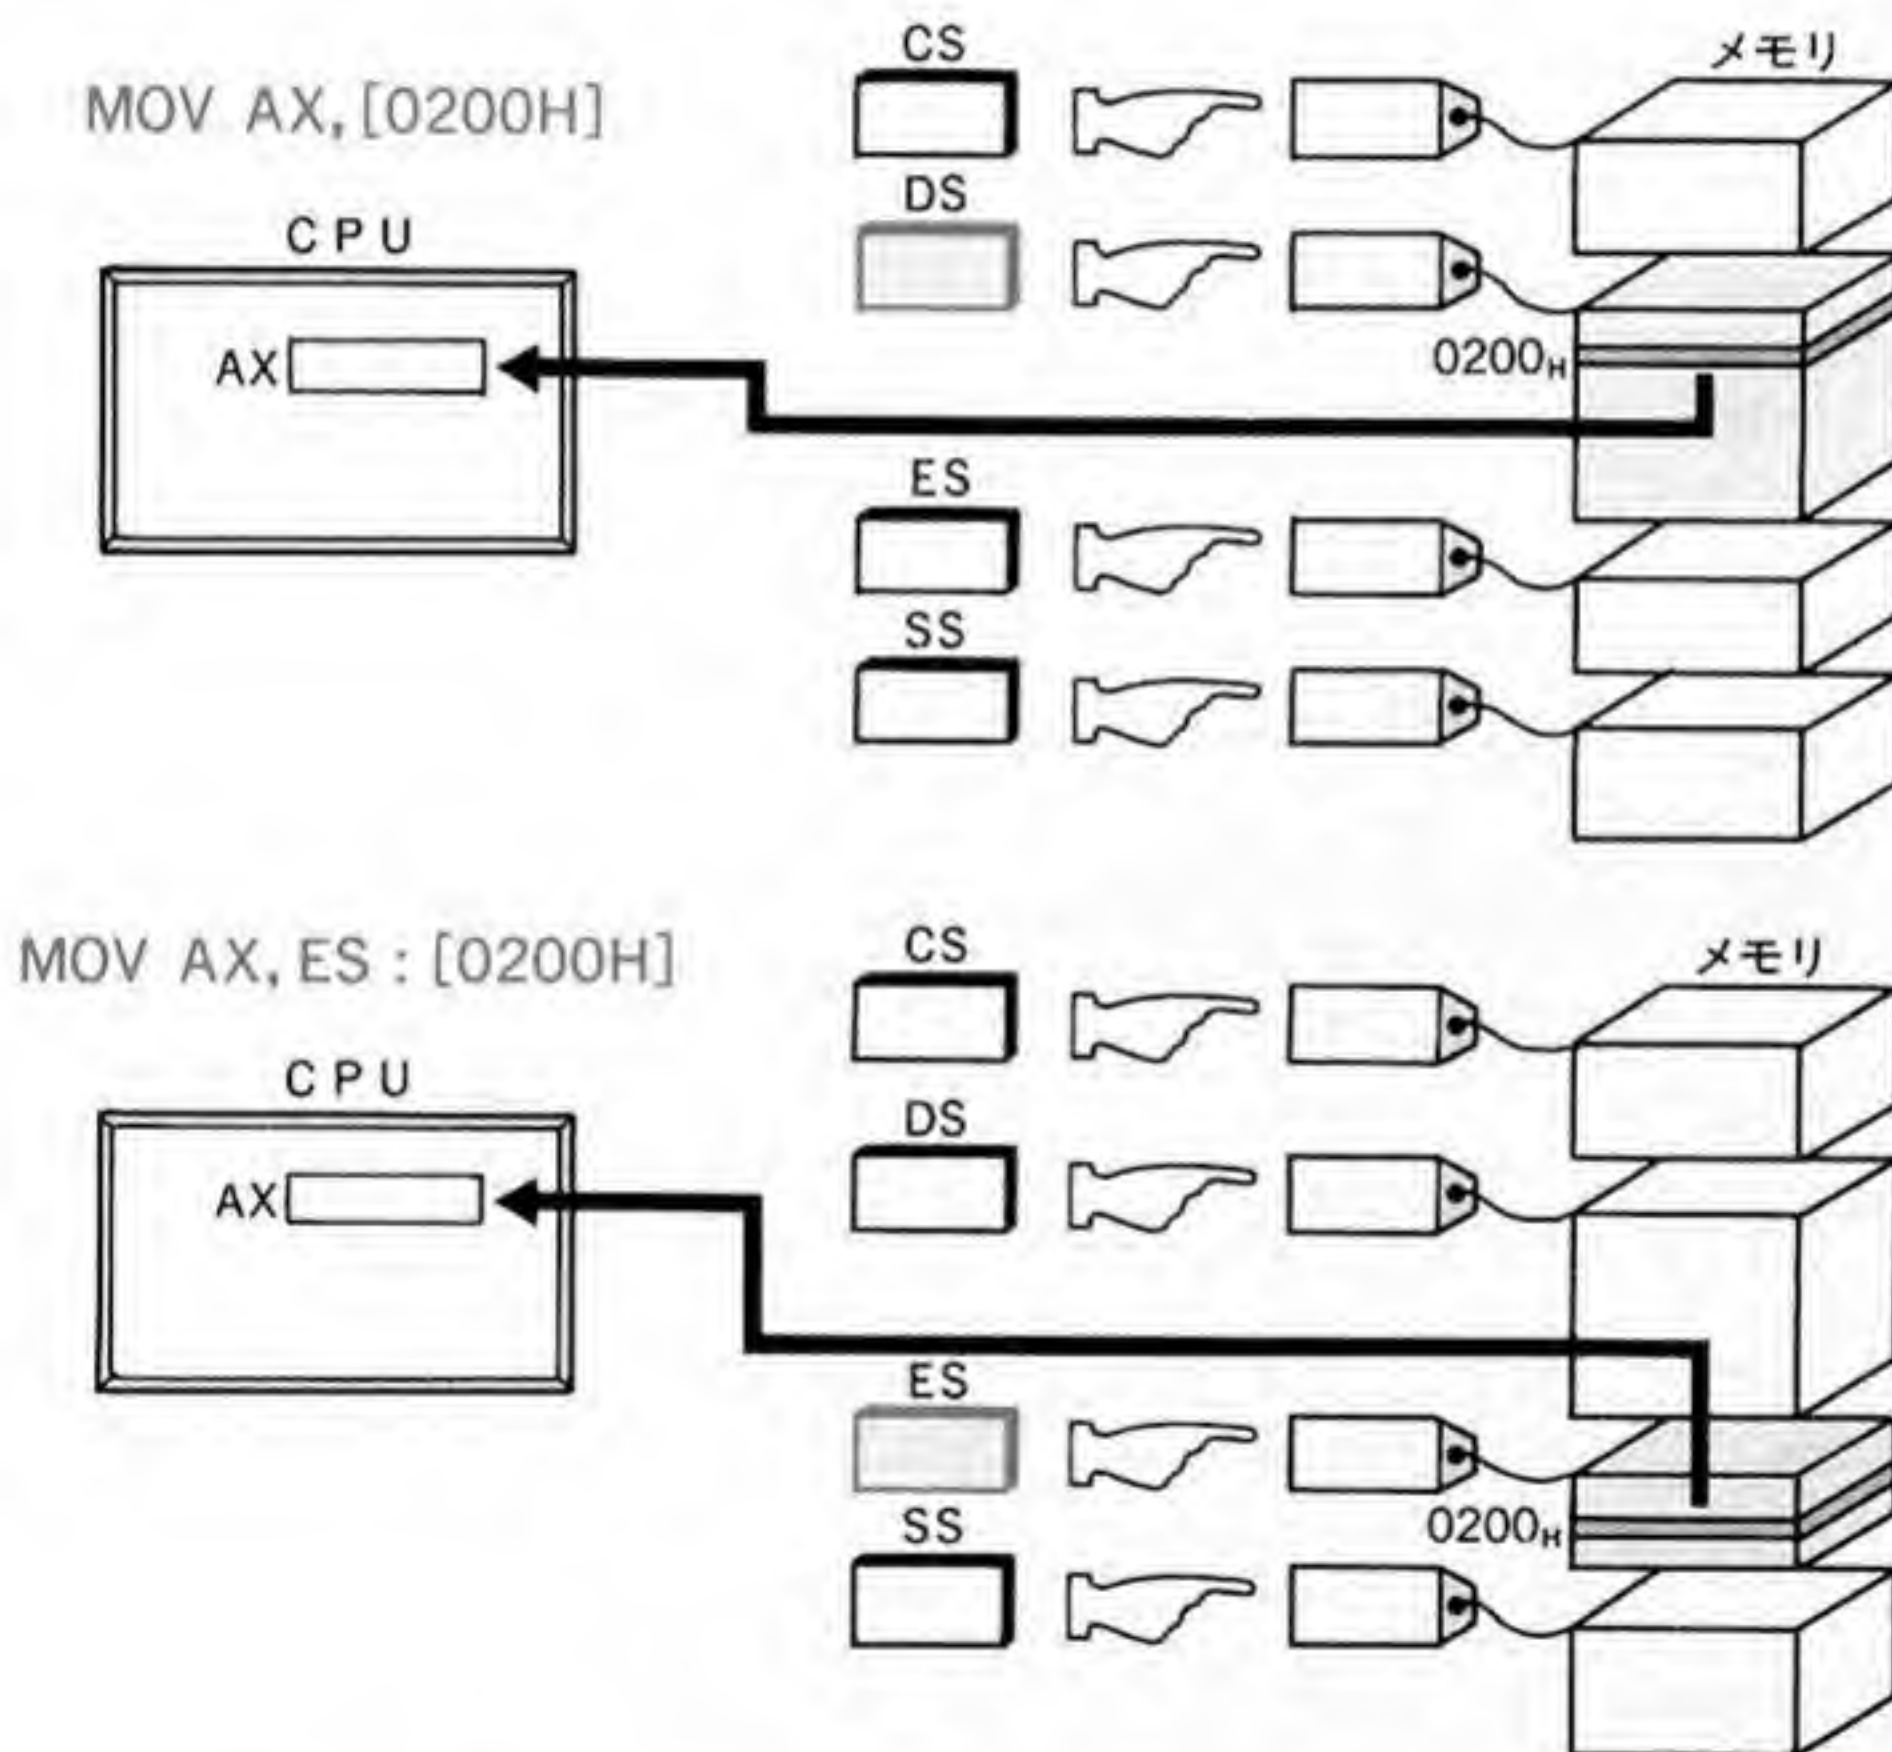 MOV AX, [0200H]
CPU
AX
CS
DS
ES
SS
メモリ
0200H
MOV AX, ES : [0200H]
CPU
AX
CS
DS
ES
SS
メモリ
0200H